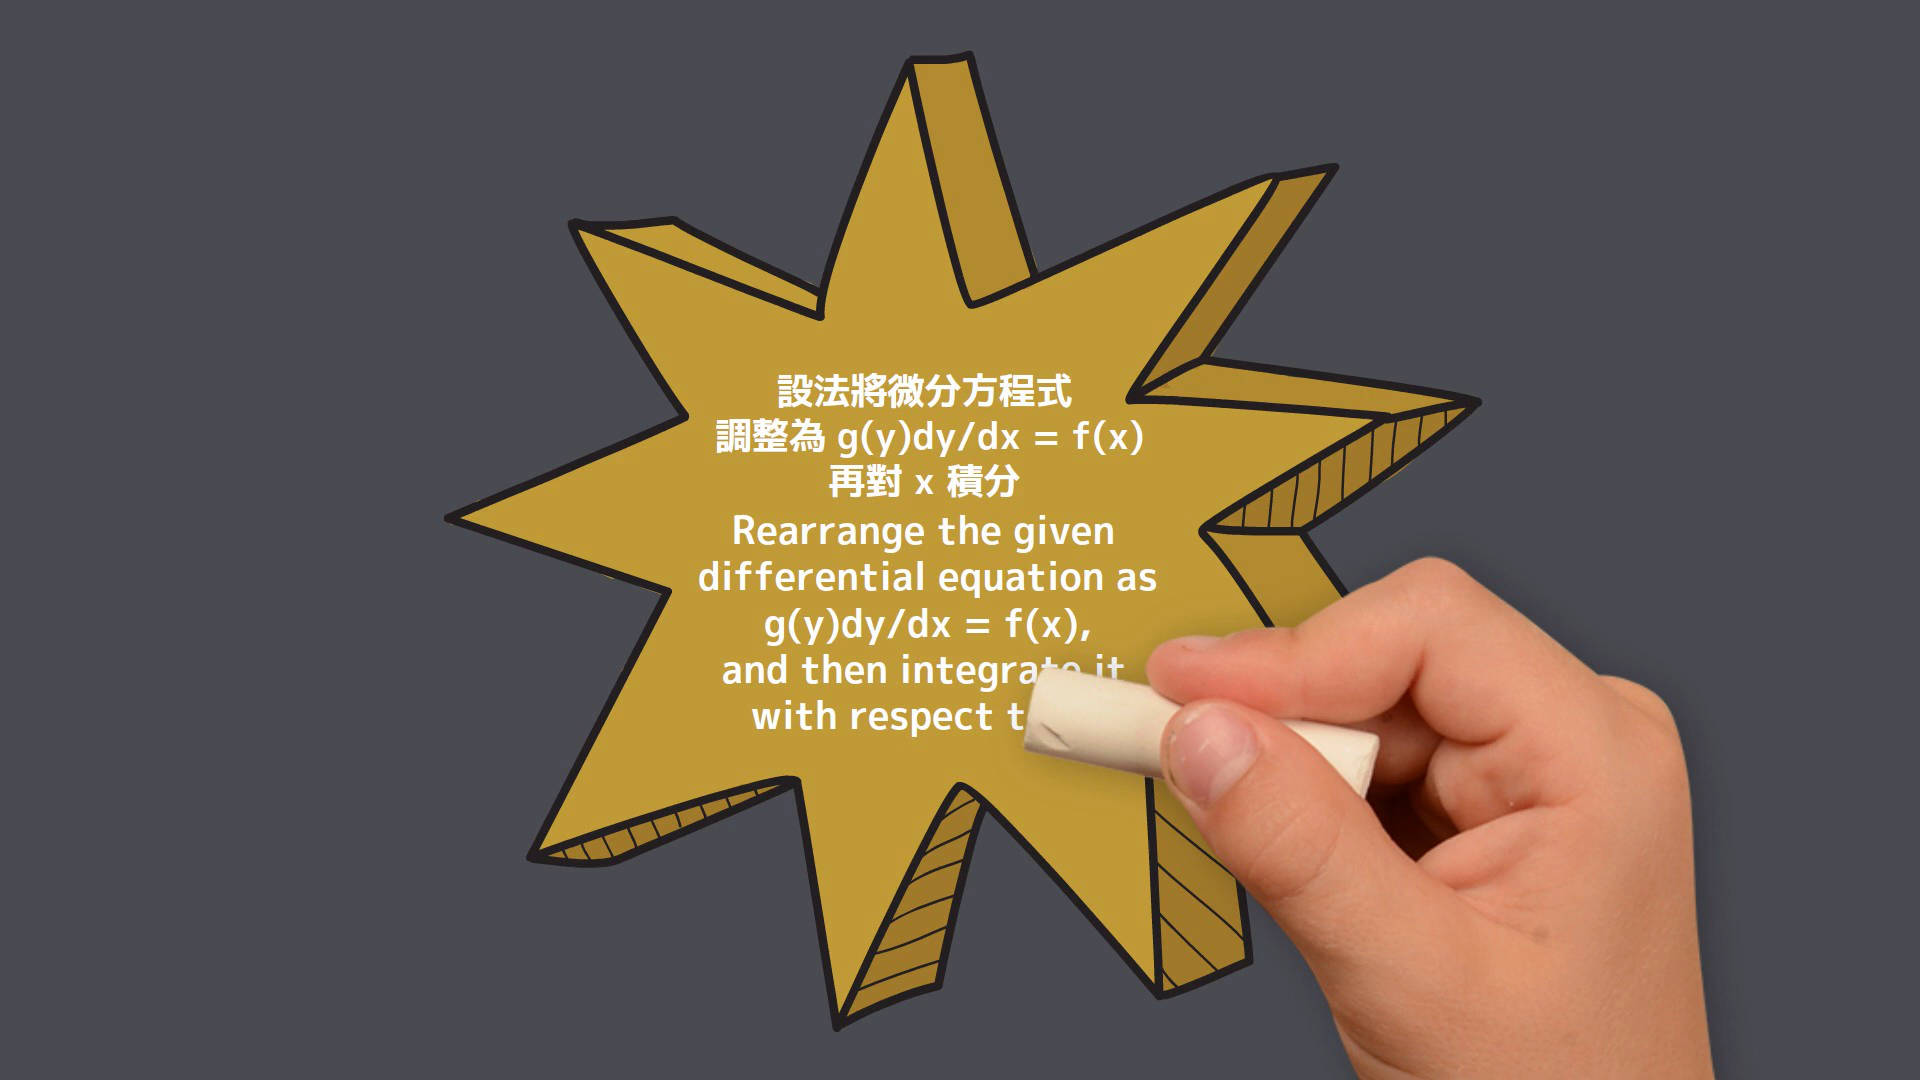 設法將微分方程式
調整為 g(y)dy/dx = f(x)
再對 x 積分
Rearrange the given
differential equation as
g(y)dy/dx = f(x),
and then integrate it
with respect